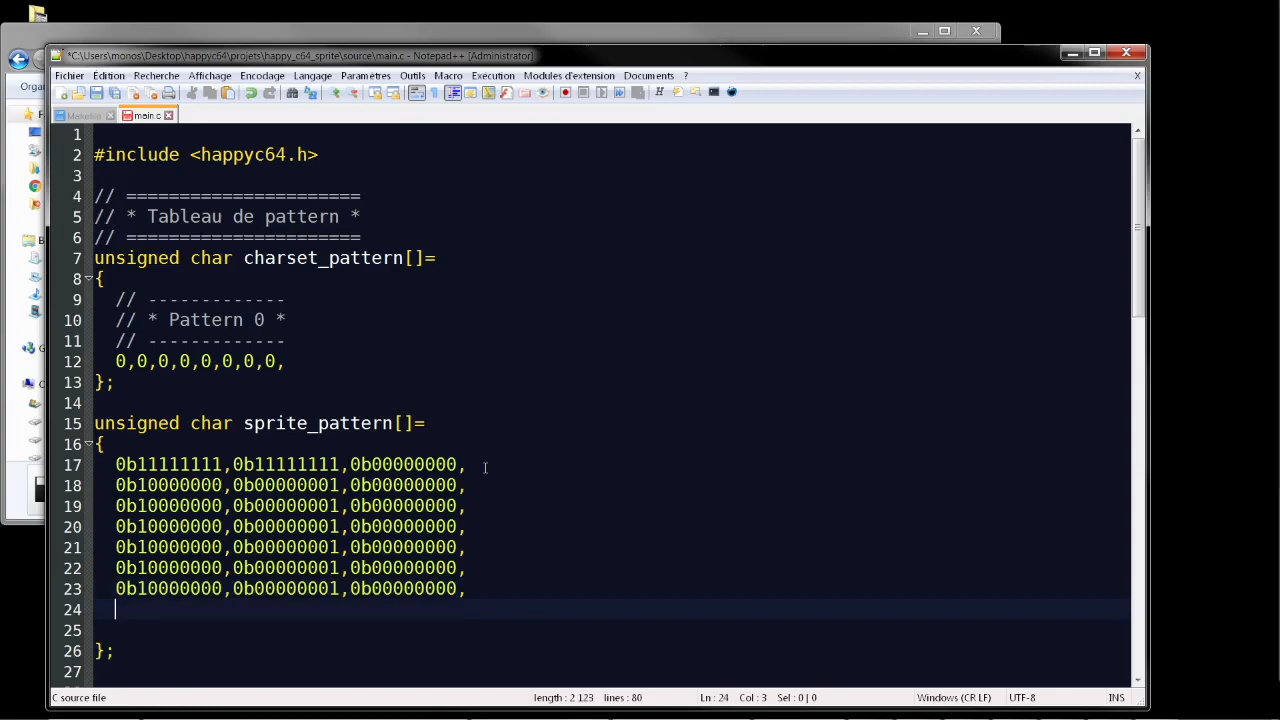 *C:\Users\monos\Desktop\happyc64\projets\happy_c64_sprite\source\main.c - Notepad++ [Administrator]
Fichier Édition Recherche Affichage Encodage Langage Paramètres Outils Macro Exécution Modules d'extension Documents ? X
Organ
Makefile main.c
1
2 #include <happyc64.h>
3
4 // ======================
5 // * Tableau de pattern *
6 // ======================
7 unsigned char charset_pattern[]=
8 {
9 // -------------
10 // * Pattern 0 *
11 // -------------
12 0,0,0,0,0,0,0,0,
13 };
14
15 unsigned char sprite_pattern[]=
16 {
17 0b11111111,0b11111111,0b00000000,
18 0b10000000,0b00000001,0b00000000,
19 0b10000000,0b00000001,0b00000000,
20 0b10000000,0b00000001,0b00000000,
21 0b10000000,0b00000001,0b00000000,
22 0b10000000,0b00000001,0b00000000,
23 0b10000000,0b00000001,0b00000000,
24
25
26 };
27
C source file length : 2 123 lines : 80 Ln : 24 Col : 3 Sel : 0 | 0 Windows (CR LF) UTF-8 INS